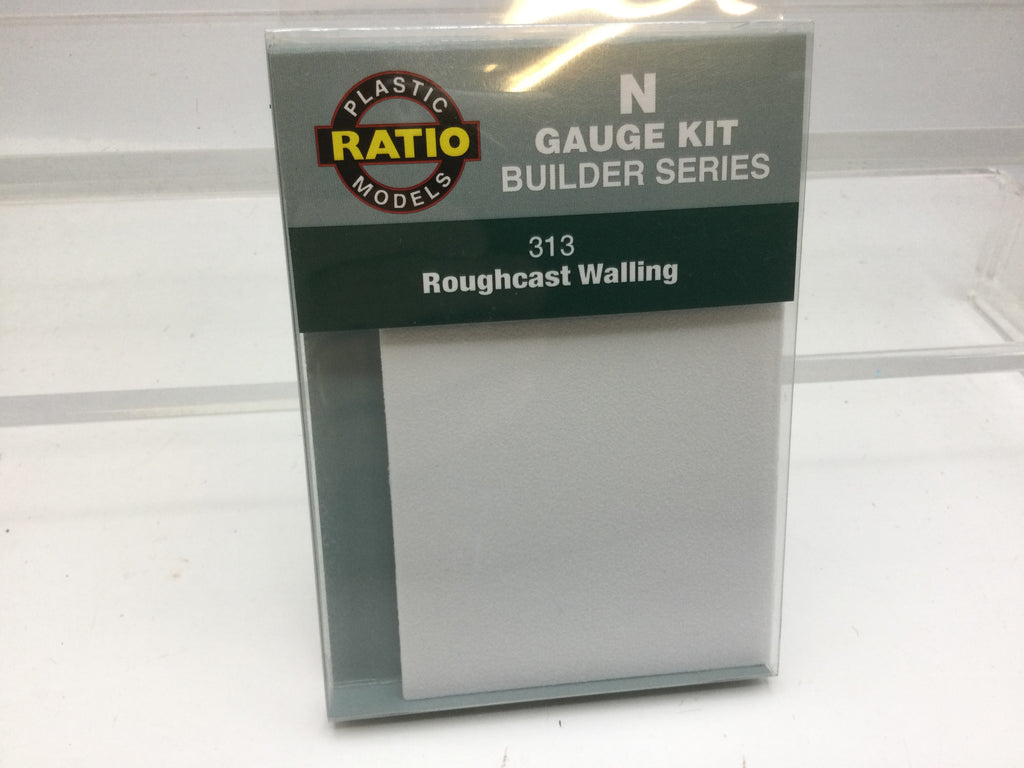 PLASTIC
RATIO
MODELS
N
GAUGE KIT
BUILDER SERIES
313
Roughcast Walling